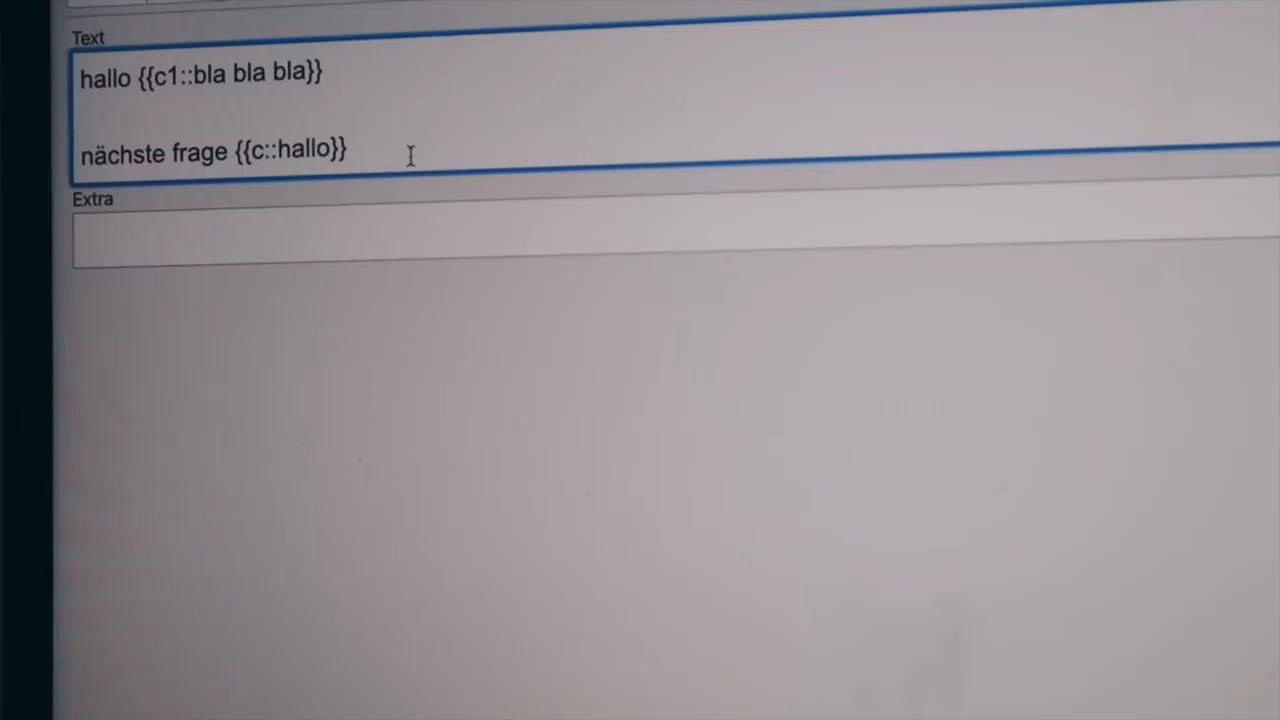 Text
hallo {{c1::bla bla bla}}
nächste frage {{c::hallo}}
Extra